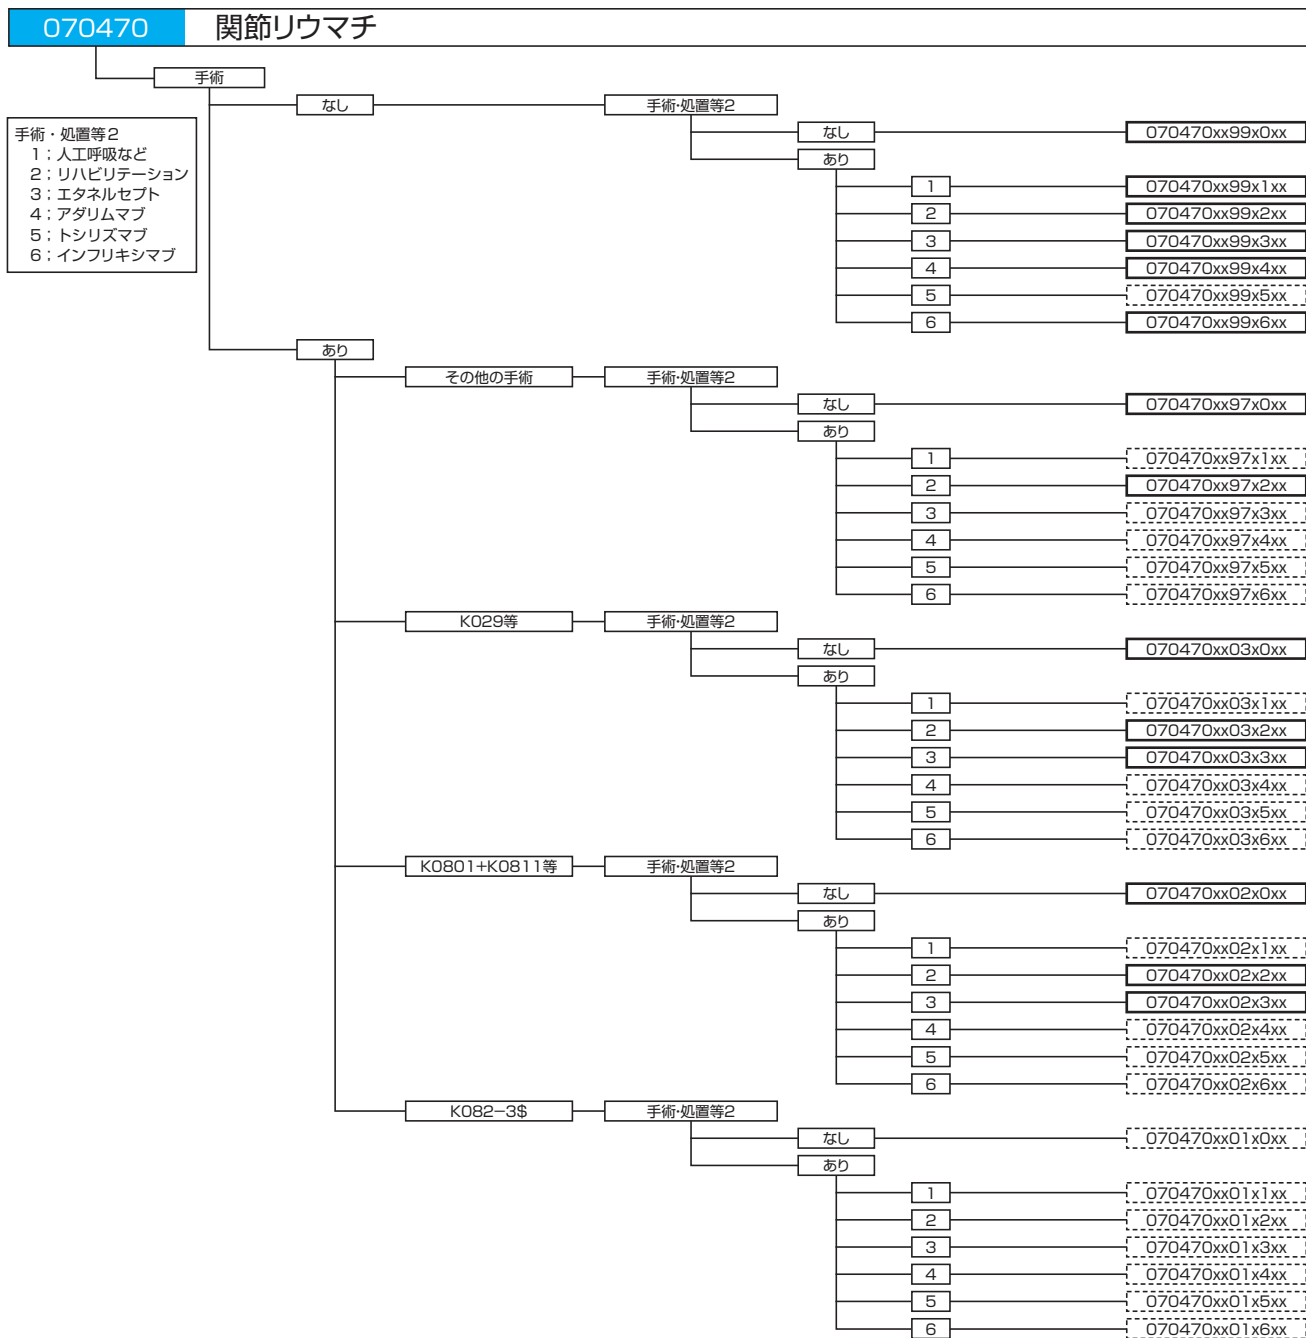 070470 関節リウマチ
手術
なし 手術・処置等2
手術・処置等2
1；人工呼吸など
2；リハビリテーション
3；エタネルセプト
4；アダリムマブ
5；トシリズマブ
6；インフリキシマブ
なし 070470xx99x0xx
あり
1 070470xx99x1xx
2 070470xx99x2xx
3 070470xx99x3xx
4 070470xx99x4xx
5 070470xx99x5xx
6 070470xx99x6xx
あり
その他の手術 手術・処置等2
なし 070470xx97x0xx
あり
1 070470xx97x1xx
2 070470xx97x2xx
3 070470xx97x3xx
4 070470xx97x4xx
5 070470xx97x5xx
6 070470xx97x6xx
K029等 手術・処置等2
なし 070470xx03x0xx
あり
1 070470xx03x1xx
2 070470xx03x2xx
3 070470xx03x3xx
4 070470xx03x4xx
5 070470xx03x5xx
6 070470xx03x6xx
K0801+K0811等 手術・処置等2
なし 070470xx02x0xx
あり
1 070470xx02x1xx
2 070470xx02x2xx
3 070470xx02x3xx
4 070470xx02x4xx
5 070470xx02x5xx
6 070470xx02x6xx
K082−3$ 手術・処置等2
なし 070470xx01x0xx
あり
1 070470xx01x1xx
2 070470xx01x2xx
3 070470xx01x3xx
4 070470xx01x4xx
5 070470xx01x5xx
6 070470xx01x6xx